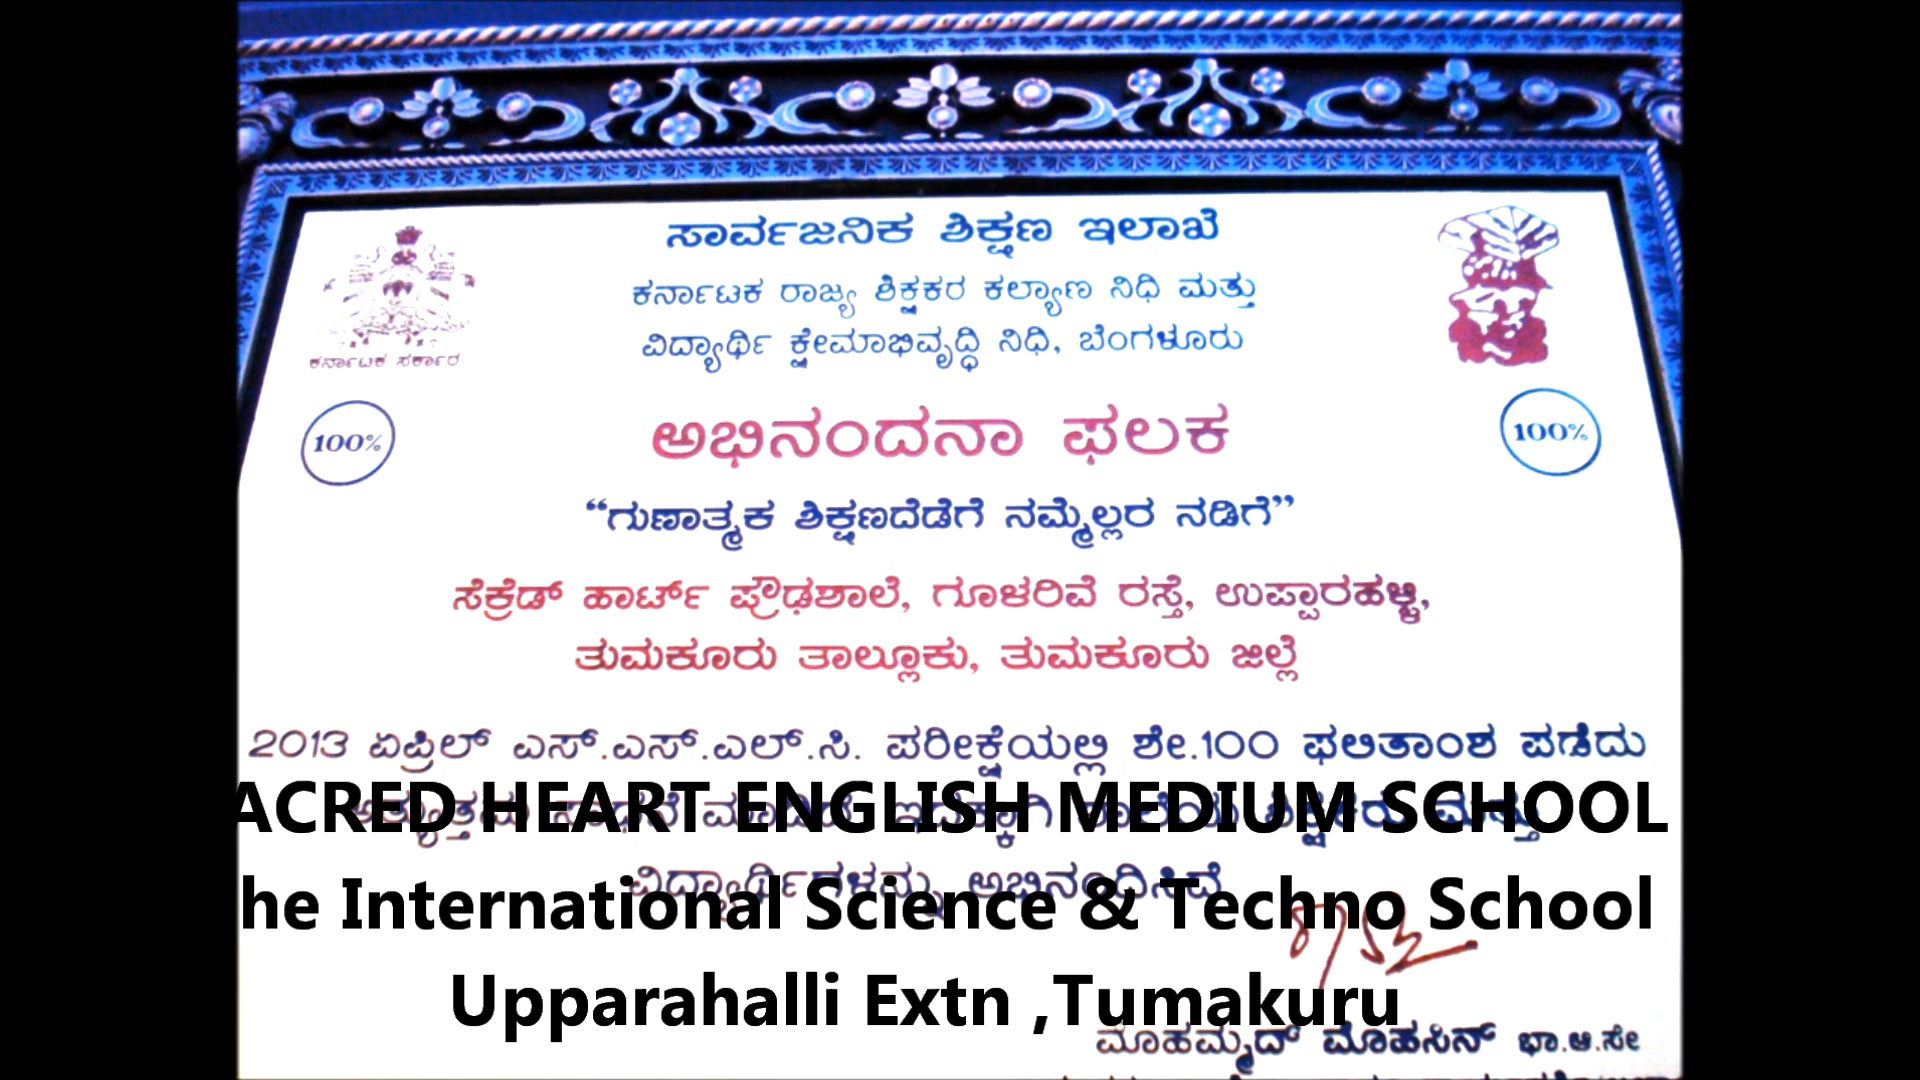 ಸಾರ್ವಜನಿಕ ಶಿಕ್ಷಣ ಇಲಾಖೆ
ಕರ್ನಾಟಕ ರಾಜ್ಯ ಶಿಕ್ಷಕರ ಕಲ್ಯಾಣ ನಿಧಿ ಮತ್ತು
ವಿದ್ಯಾರ್ಥಿ ಕ್ಷೇಮಾಭಿವೃದ್ಧಿ ನಿಧಿ, ಬೆಂಗಳೂರು
ಕರ್ನಾಟಕ ಸರ್ಕಾರ
100%
ಅಭಿನಂದನಾ ಫಲಕ
100%
“ಗುಣಾತ್ಮಕ ಶಿಕ್ಷಣದೆಡೆಗೆ ನಮ್ಮೆಲ್ಲರ ನಡಿಗೆ”
ಸೆಕ್ರೆಡ್ ಹಾರ್ಟ್ ಪ್ರೌಢಶಾಲೆ, ಗೂಳರಿವೆ ರಸ್ತೆ, ಉಪ್ಪಾರಹಳ್ಳಿ,
ತುಮಕೂರು ತಾಲ್ಲೂಕು, ತುಮಕೂರು ಜಿಲ್ಲೆ
2013 ಏಪ್ರಿಲ್ ಎಸ್.ಎಸ್.ಎಲ್.ಸಿ. ಪರೀಕ್ಷೆಯಲ್ಲಿ ಶೇ.100 ಫಲಿತಾಂಶ ಪಡೆದು
ACRED HEART ENGLISH MEDIUM SCHOOL
ವಿದ್ಯಾರ್ಥಿಗಳನ್ನು ಅಭಿನಂದಿಸಿದೆ
he International Science & Techno School
Upparahalli Extn ,Tumakuru
ಮೊಹಮ್ಮದ್ ಮೊಹಸಿನ್ ಭಾ.ಆ.ಸೇ